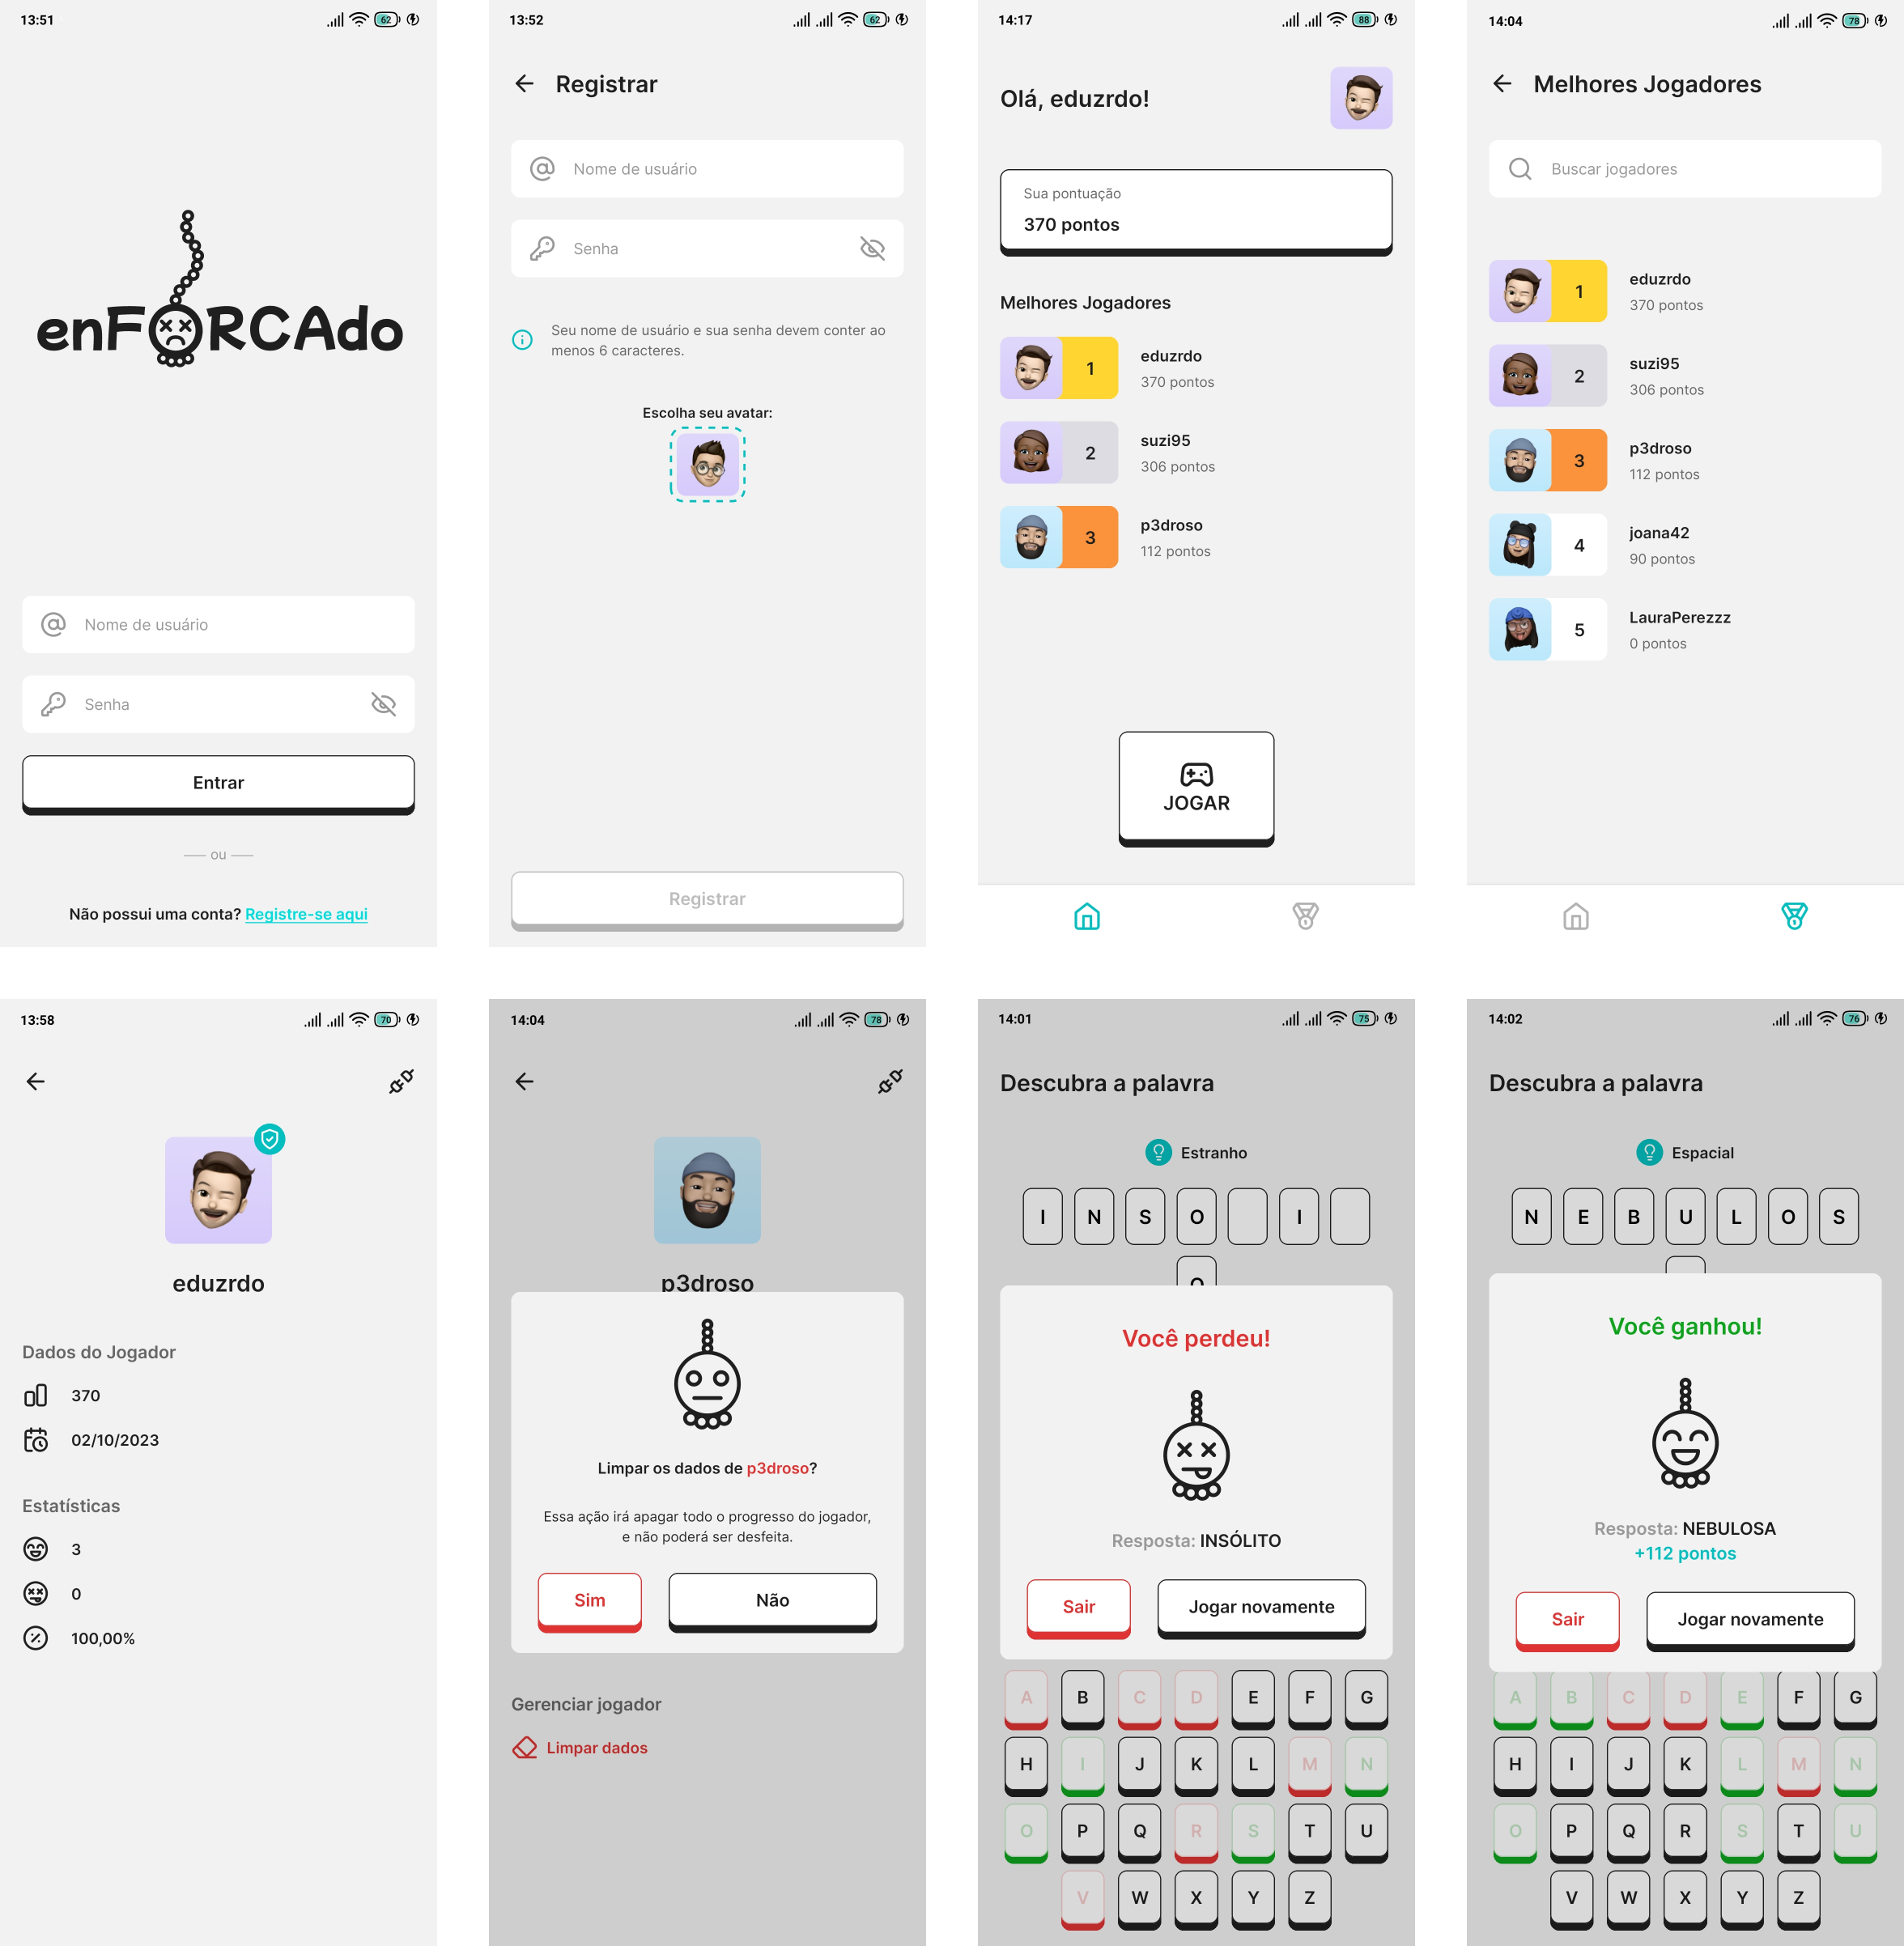 13:51
62
enFORCAdo
Nome de usuário
Senha
Entrar
ou
Não possui uma conta? Registre-se aqui
13:52
62
Registrar
Nome de usuário
Senha
Seu nome de usuário e sua senha devem conter ao
menos 6 caracteres.
Escolha seu avatar:
Registrar
14:17
88
Olá, eduzrdo!
Sua pontuação
370 pontos
Melhores Jogadores
1
eduzrdo
370 pontos
2
suzi95
306 pontos
3
p3droso
112 pontos
JOGAR
14:04
78
Melhores Jogadores
Buscar jogadores
1
eduzrdo
370 pontos
2
suzi95
306 pontos
3
p3droso
112 pontos
4
joana42
90 pontos
5
LauraPerezzz
0 pontos
13:58
70
eduzrdo
Dados do Jogador
370
02/10/2023
Estatísticas
3
0
100,00%
14:04
78
p3droso
Limpar os dados de p3droso?
Essa ação irá apagar todo o progresso do jogador,
e não poderá ser desfeita.
Sim Não
Gerenciar jogador
Limpar dados
14:01
75
Descubra a palavra
Estranho
I N S O I
O
Você perdeu!
Resposta: INSÓLITO
Sair Jogar novamente
A B C D E F G
H I J K L M N
O P Q R S T U
V W X Y Z
14:02
76
Descubra a palavra
Espacial
N E B U L O S
Você ganhou!
Resposta: NEBULOSA
+112 pontos
Sair Jogar novamente
A B C D E F G
H I J K L M N
O P Q R S T U
V W X Y Z